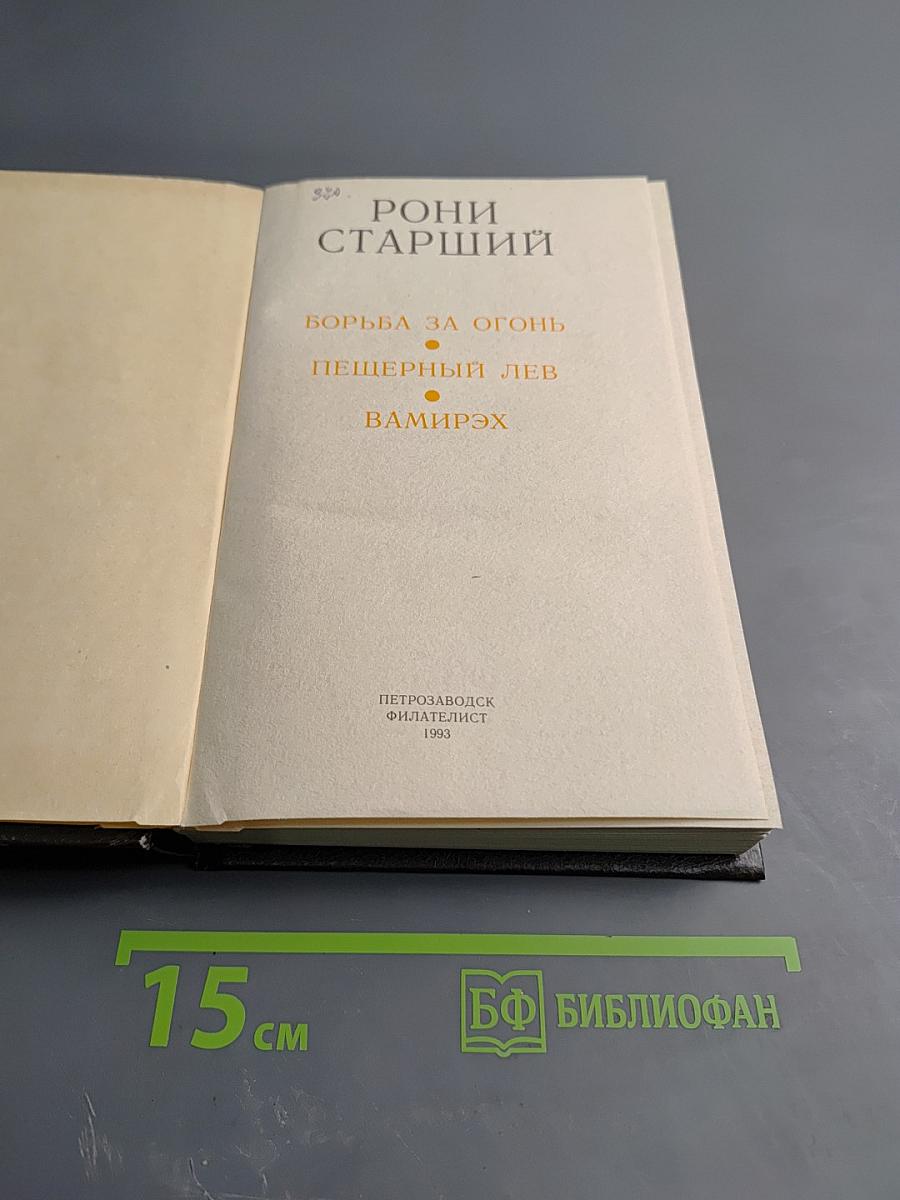 РОНИ
СТАРШИЙ
БОРЬБА ЗА ОГОНЬ
ПЕЩЕРНЫЙ ЛЕВ
ВАМИРЭХ
ПЕТРОЗАВОДСК
ФИЛАТЕЛИСТ
1993
15 см
БФ БИБЛИОФАН